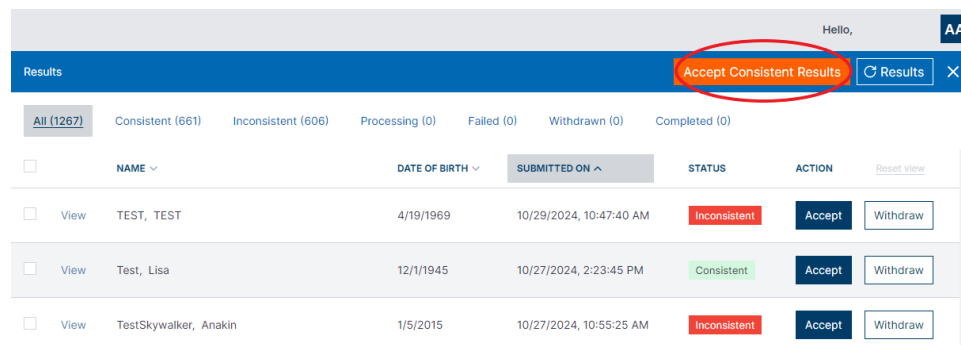 Hello, AA
Results Accept Consistent Results Results
All (1267) Consistent (661) Inconsistent (606) Processing (0) Failed (0) Withdrawn (0) Completed (0)
NAME DATE OF BIRTH SUBMITTED ON STATUS ACTION Reset view
View TEST, TEST 4/19/1969 10/29/2024, 10:47:40 AM Inconsistent Accept Withdraw
View Test, Lisa 12/1/1945 10/27/2024, 2:23:45 PM Consistent Accept Withdraw
View TestSkywalker, Anakin 1/5/2015 10/27/2024, 10:55:25 AM Inconsistent Accept Withdraw